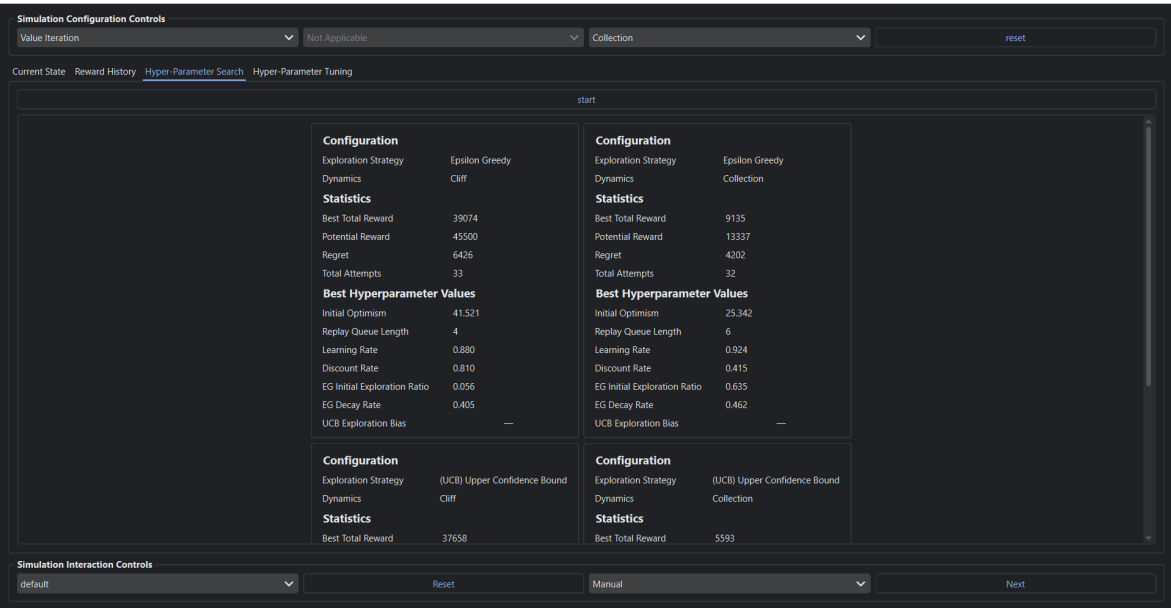 Simulation Configuration Controls
Value Iteration Not Applicable Collection reset
Current State Reward History Hyper-Parameter Search Hyper-Parameter Tuning
start
Configuration
Exploration Strategy Epsilon Greedy
Dynamics Cliff
Statistics
Best Total Reward 39074
Potential Reward 45500
Regret 6426
Total Attempts 33
Best Hyperparameter Values
Initial Optimism 41.521
Replay Queue Length 4
Learning Rate 0.880
Discount Rate 0.810
EG Initial Exploration Ratio 0.056
EG Decay Rate 0.405
UCB Exploration Bias —
Configuration
Exploration Strategy Epsilon Greedy
Dynamics Collection
Statistics
Best Total Reward 9135
Potential Reward 13337
Regret 4202
Total Attempts 32
Best Hyperparameter Values
Initial Optimism 25.342
Replay Queue Length 6
Learning Rate 0.924
Discount Rate 0.415
EG Initial Exploration Ratio 0.635
EG Decay Rate 0.462
UCB Exploration Bias —
Configuration
Exploration Strategy (UCB) Upper Confidence Bound
Dynamics Cliff
Statistics
Best Total Reward 37658
Configuration
Exploration Strategy (UCB) Upper Confidence Bound
Dynamics Collection
Statistics
Best Total Reward 5593
Simulation Interaction Controls
default Reset Manual Next